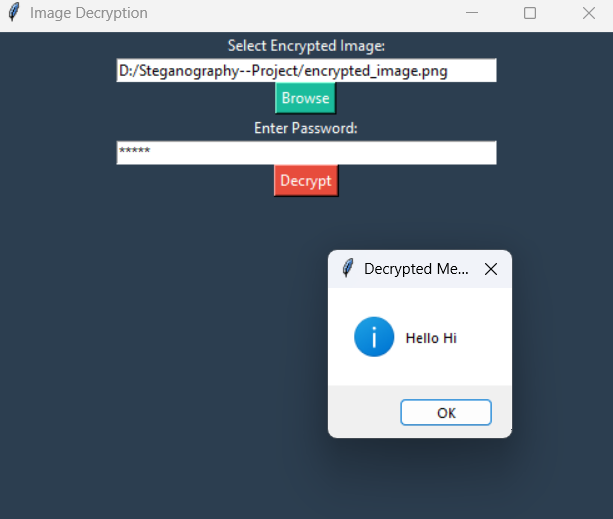 Image Decryption
Select Encrypted Image:
D:/Steganography--Project/encrypted_image.png
Browse
Enter Password:
*****
Decrypt
Decrypted Me...
Hello Hi
OK